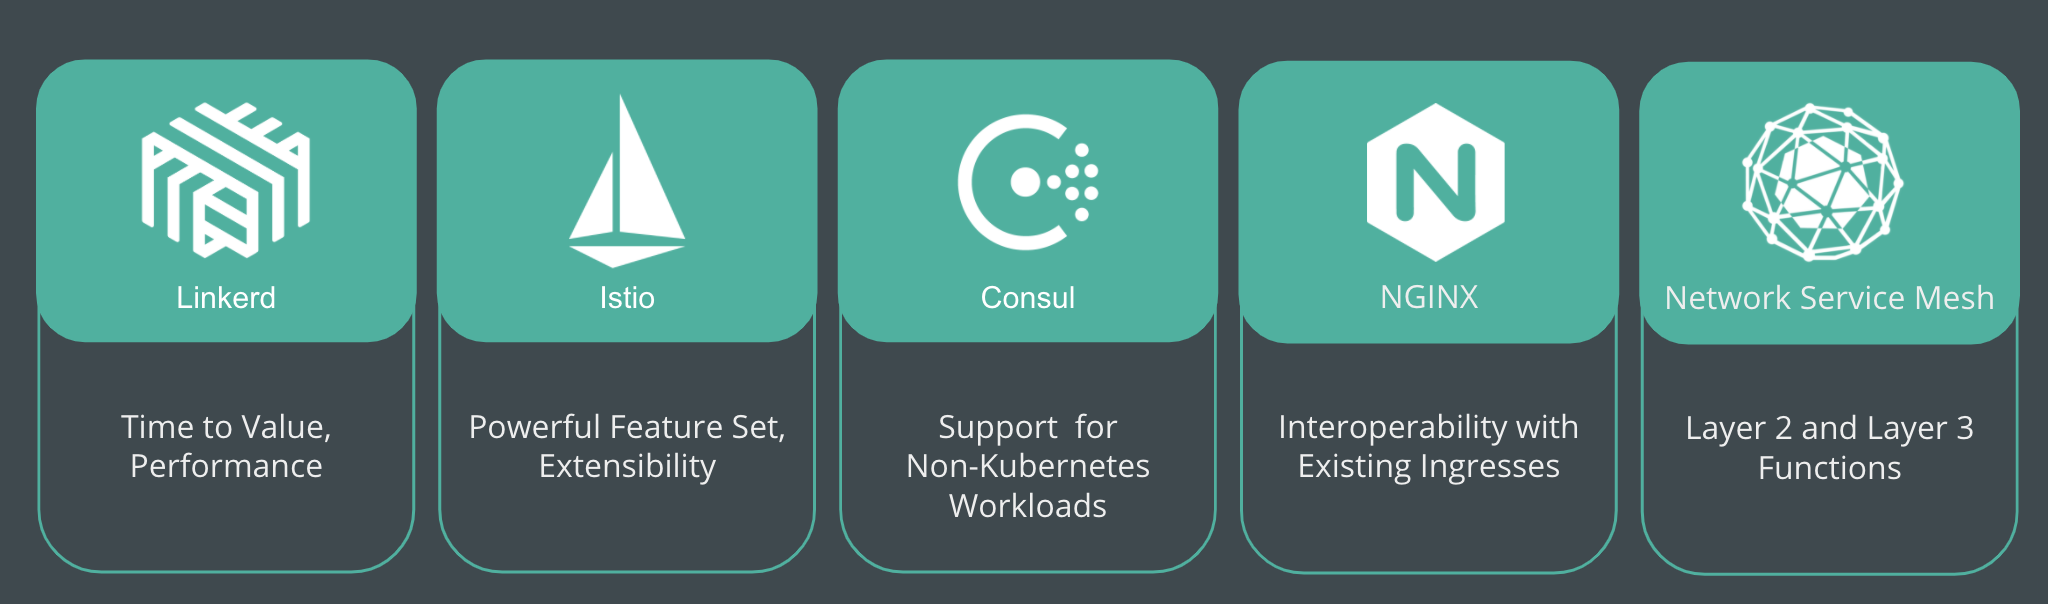 Linkerd
Time to Value,
Performance
Istio
Powerful Feature Set,
Extensibility
Consul
Support  for
Non-Kubernetes
Workloads
NGINX
Interoperability with
Existing Ingresses
Network Service Mesh
Layer 2 and Layer 3
Functions